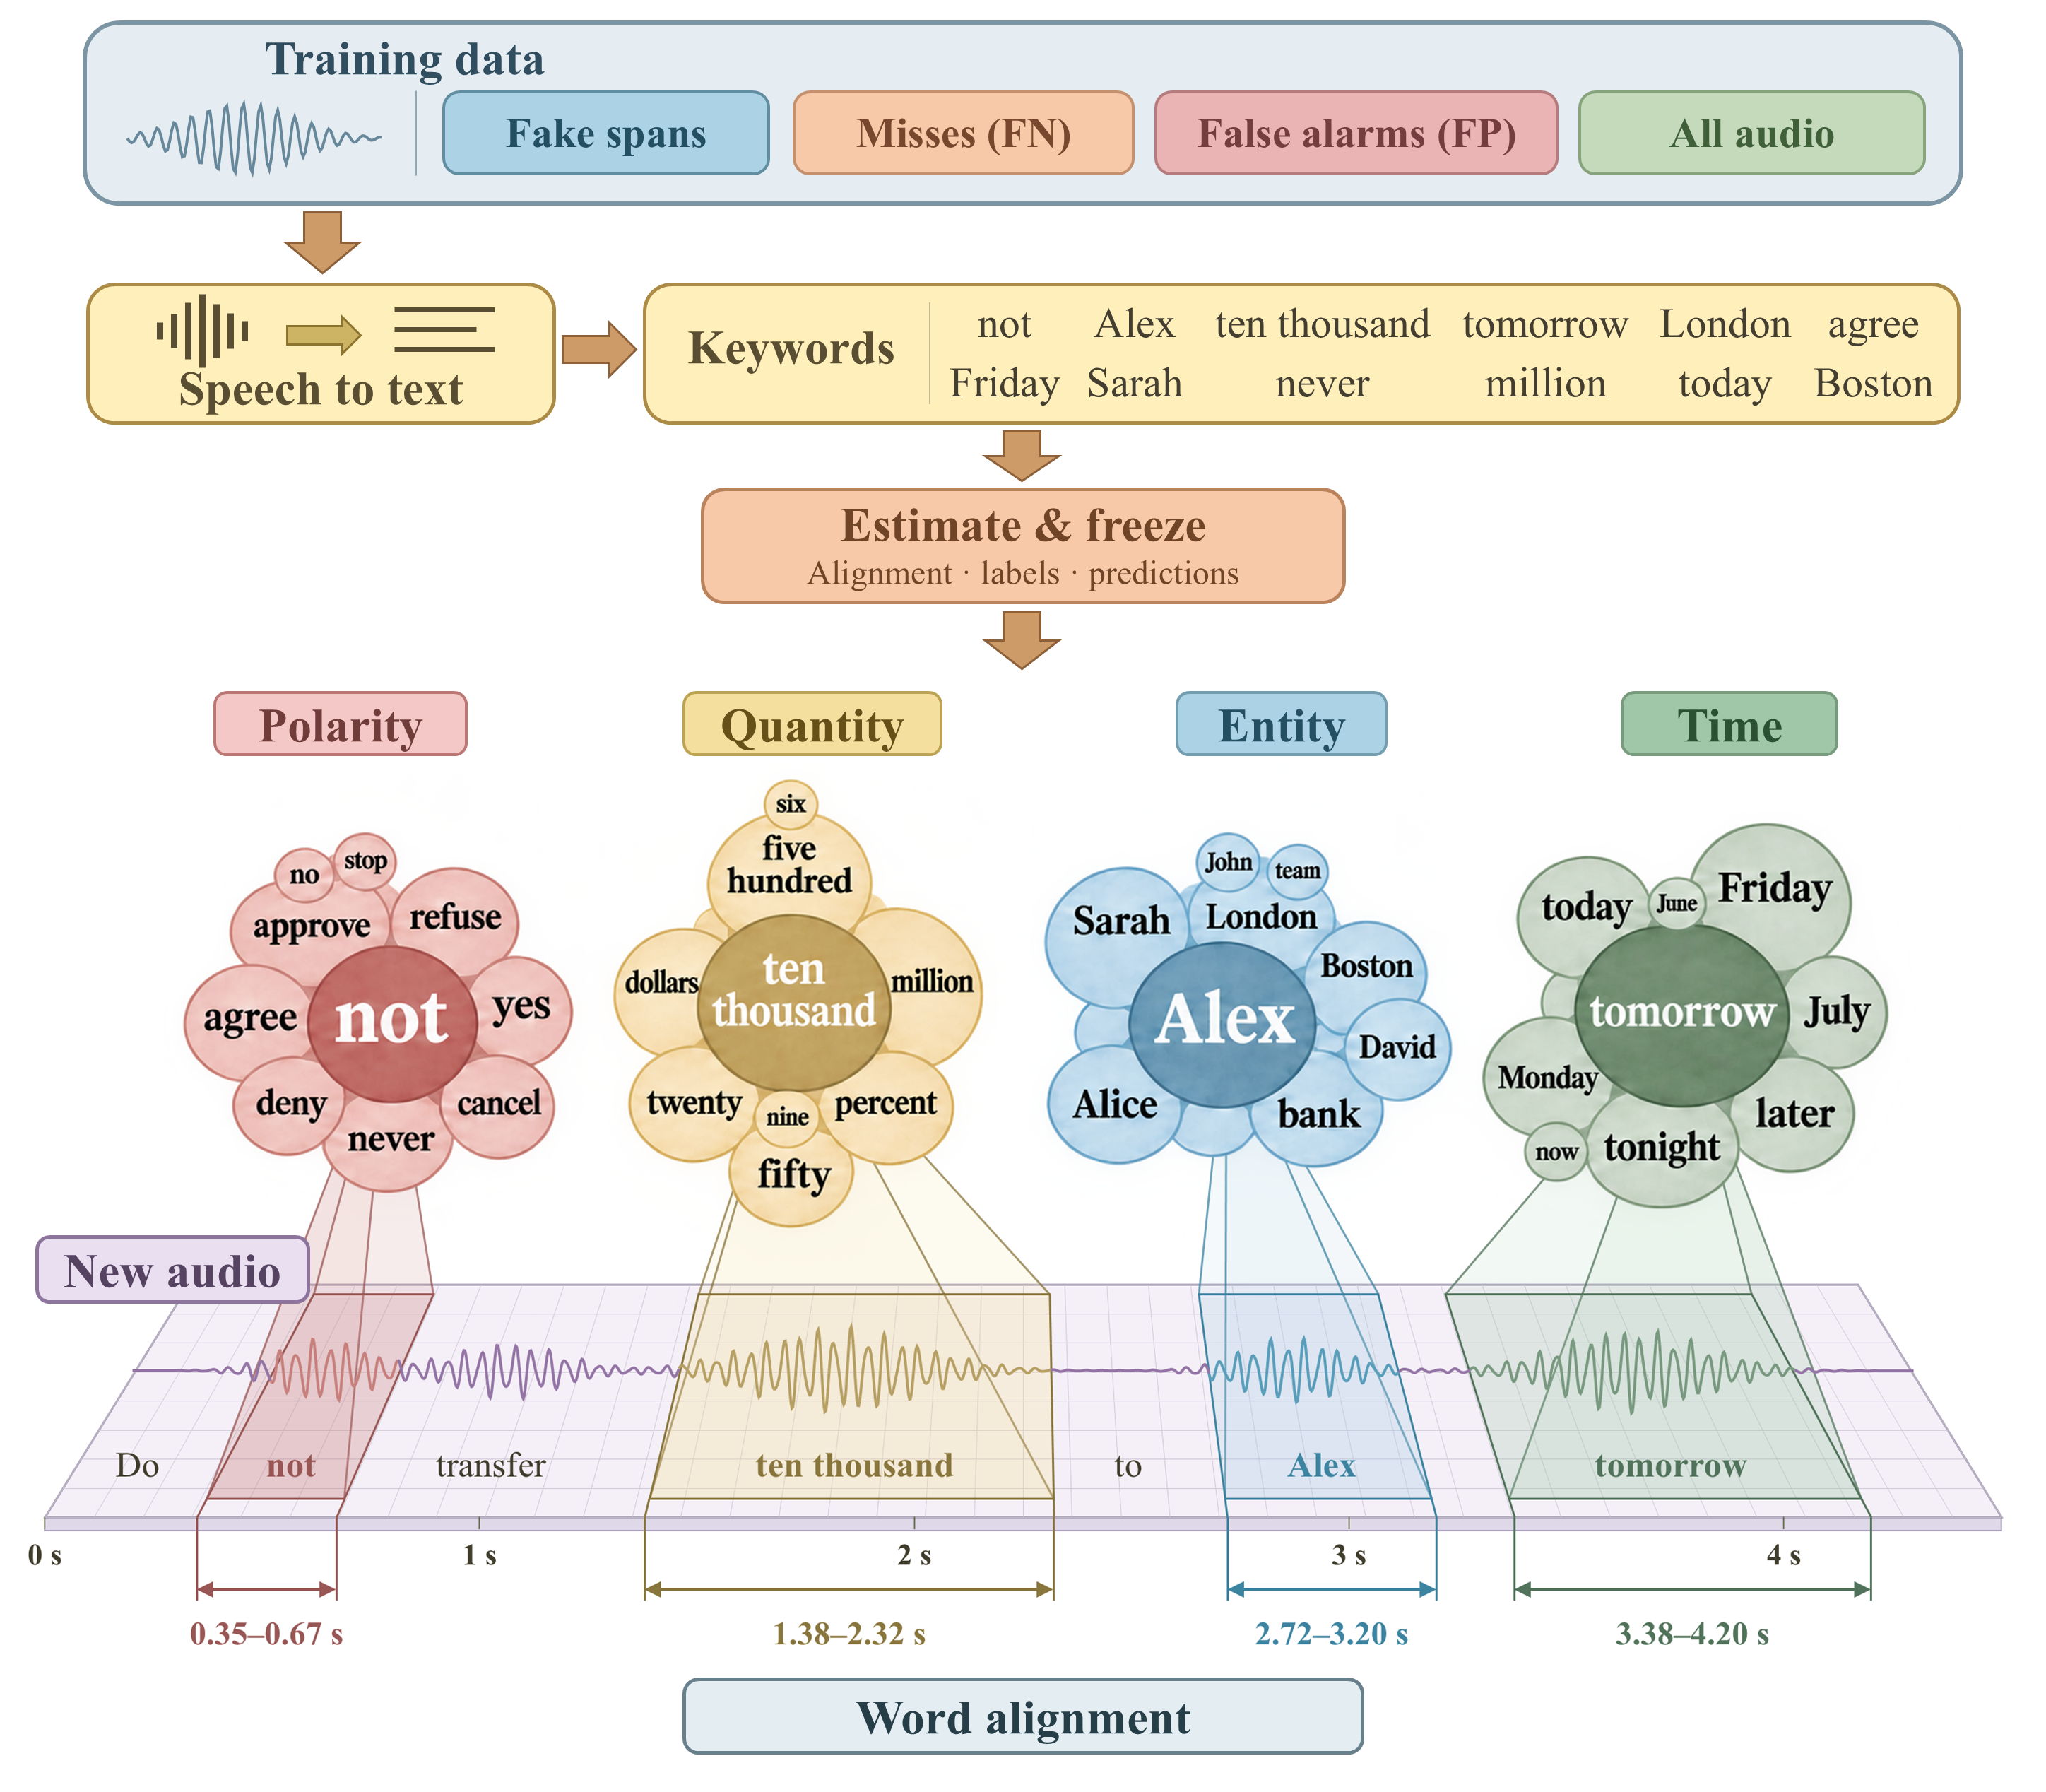 Training data
Fake spans
Misses (FN)
False alarms (FP)
All audio
Speech to text
Keywords
not Alex ten thousand tomorrow London agree
Friday Sarah never million today Boston
Estimate & freeze
Alignment · labels · predictions
Polarity
Quantity
Entity
Time
no
stop
approve
refuse
agree
not
yes
deny
cancel
never
six
five
hundred
dollars
ten
thousand
million
twenty
nine
percent
fifty
John
team
Sarah
London
Boston
Alex
David
Alice
bank
today
June
Friday
tomorrow
July
Monday
later
now
tonight
New audio
Do not transfer ten thousand to Alex tomorrow
0 s 1 s 2 s 3 s 4 s
0.35–0.67 s 1.38–2.32 s 2.72–3.20 s 3.38–4.20 s
Word alignment